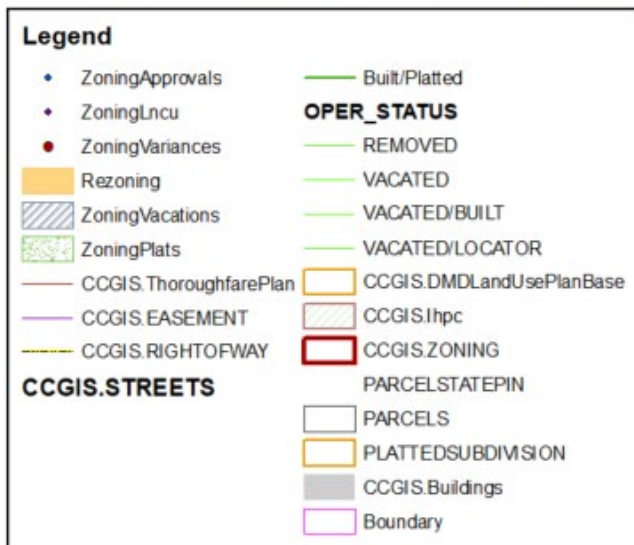 Legend
ZoningApprovals
ZoningLncu
ZoningVariances
Rezoning
ZoningVacations
ZoningPlats
CCGIS.ThoroughfarePlan
CCGIS.EASEMENT
CCGIS.RIGHTOFWAY
CCGIS.STREETS
Built/Platted
OPER_STATUS
REMOVED
VACATED
VACATED/BUILT
VACATED/LOCATOR
CCGIS.DMDLandUsePlanBase
CCGIS.Ihpc
CCGIS.ZONING
PARCELSTATEPIN
PARCELS
PLATTEDSUBDIVISION
CCGIS.Buildings
Boundary